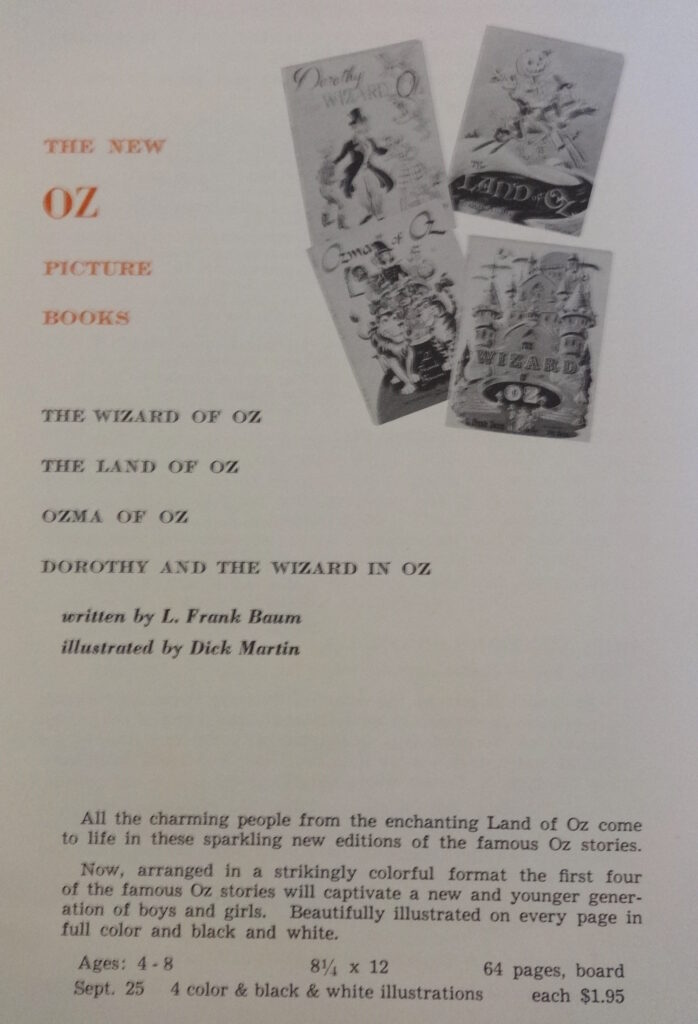 THE NEW
OZ
PICTURE
BOOKS
Dorothy
WIZARD
OZ
The
LAND of OZ
Ozma of Oz
THE
WIZARD
OF
OZ
THE WIZARD OF OZ
THE LAND OF OZ
OZMA OF OZ
DOROTHY AND THE WIZARD IN OZ
written by L. Frank Baum
illustrated by Dick Martin
All the charming people from the enchanting Land of Oz come
to life in these sparkling new editions of the famous Oz stories.
Now, arranged in a strikingly colorful format the first four
of the famous Oz stories will captivate a new and younger gener-
ation of boys and girls. Beautifully illustrated on every page in
full color and black and white.
Ages: 4 - 8 8¼ x 12 64 pages, board
Sept. 25 4 color & black & white illustrations each $1.95